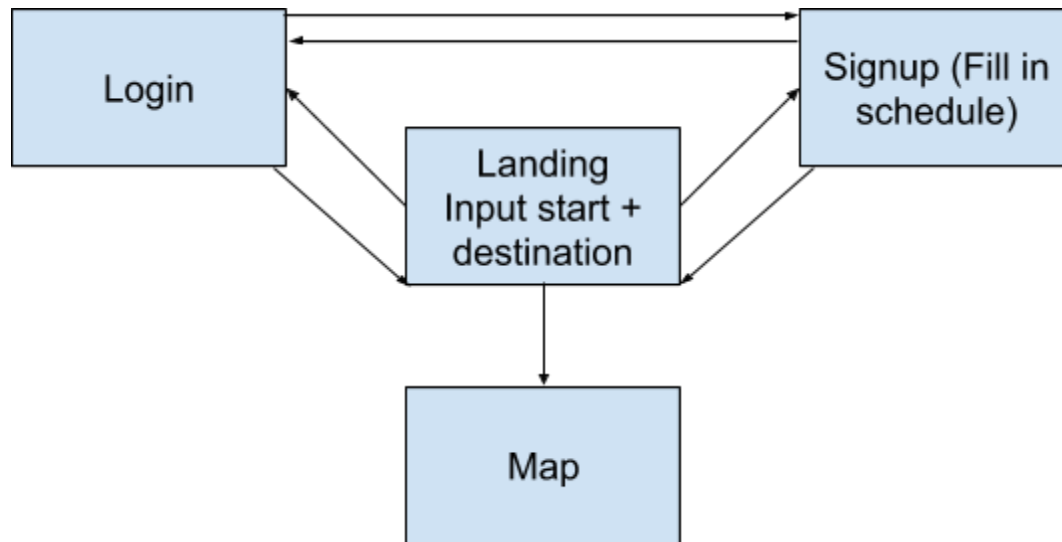 Login
Signup (Fill in
schedule)
Landing
Input start +
destination
Map